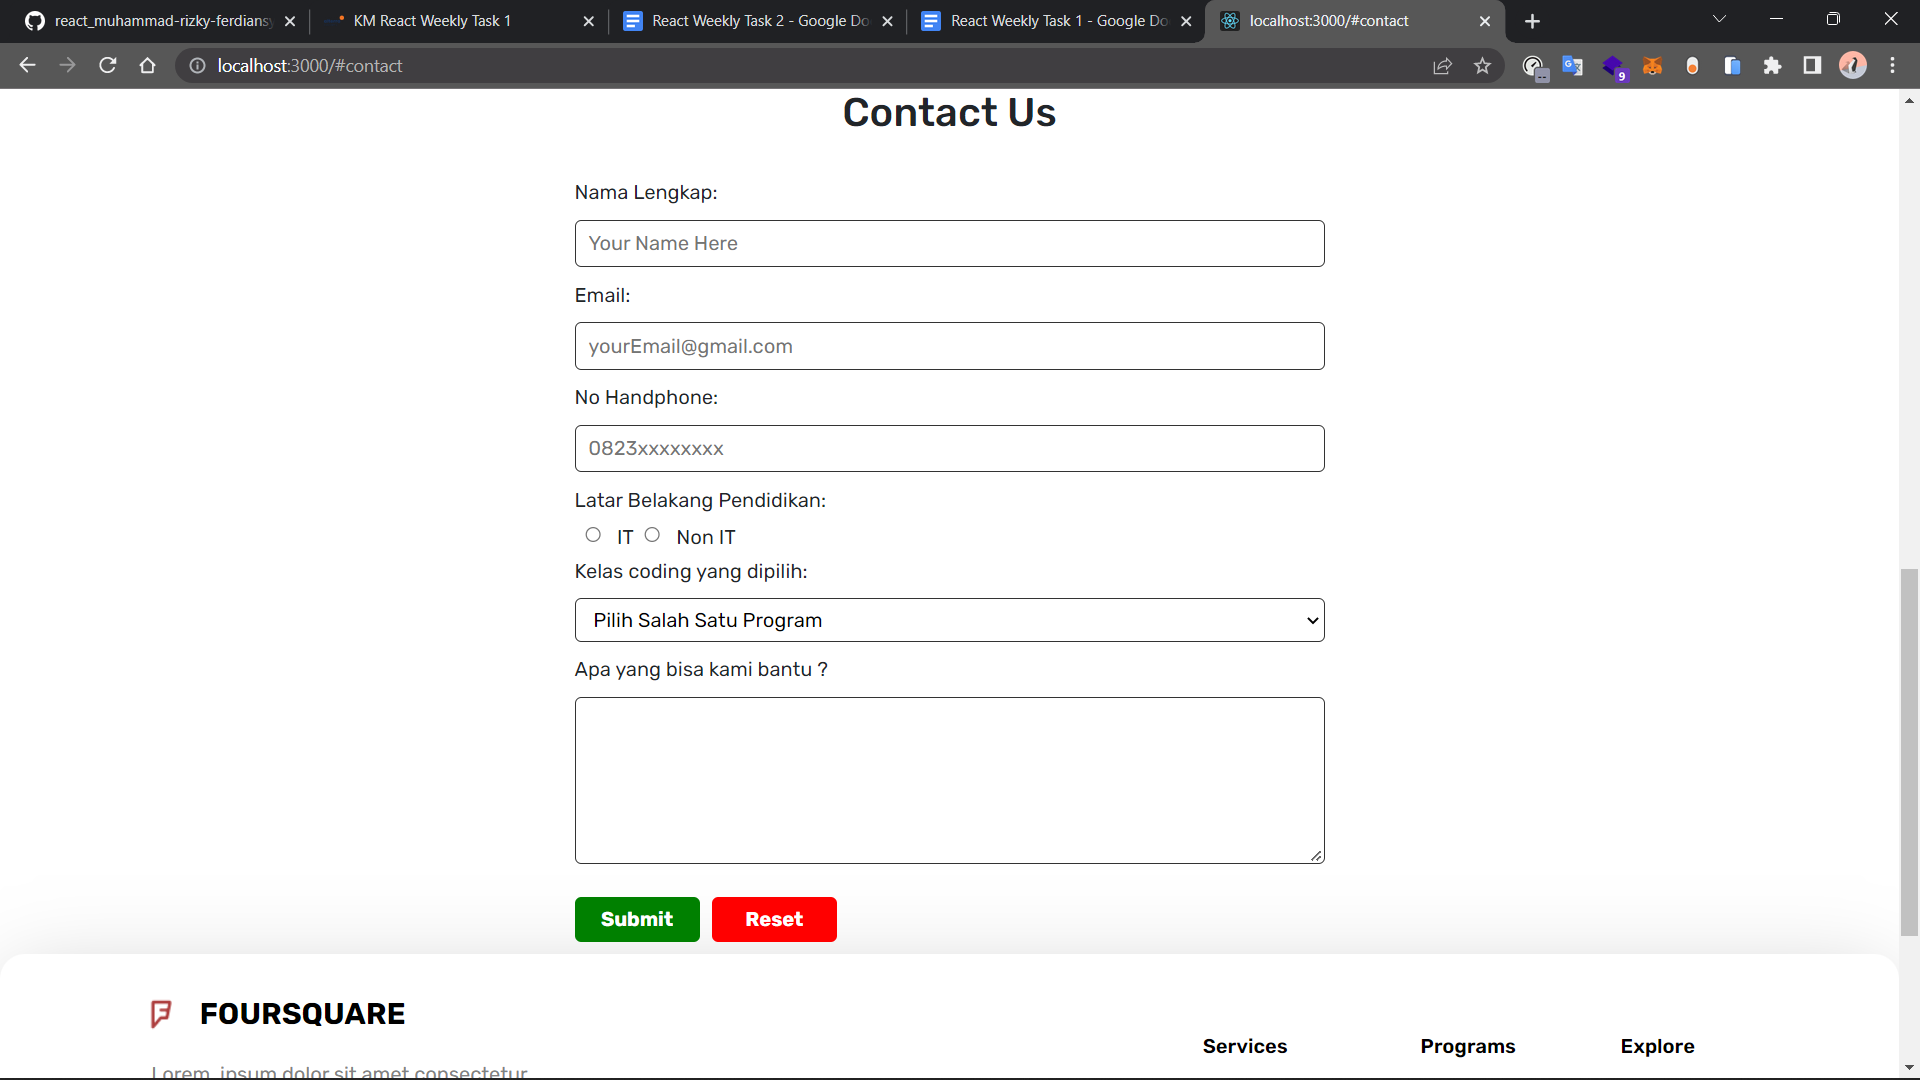 react_muhammad-rizky-ferdiansy
KM React Weekly Task 1
React Weekly Task 2 - Google Do
React Weekly Task 1 - Google Do
localhost:3000/#contact
localhost:3000/#contact
9
Contact Us
Nama Lengkap:
Your Name Here
Email:
yourEmail@gmail.com
No Handphone:
0823xxxxxxxx
Latar Belakang Pendidikan:
IT Non IT
Kelas coding yang dipilih:
Pilih Salah Satu Program
Apa yang bisa kami bantu ?
Submit Reset
FOURSQUARE
Services Programs Explore
Lorem, ipsum dolor sit amet consectetur